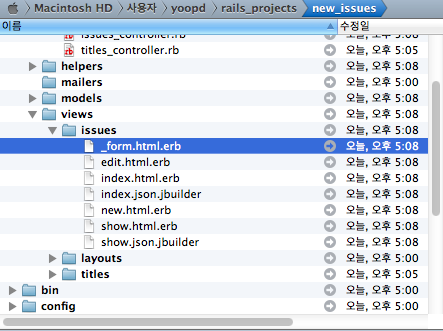 Macintosh HD 사용자 yoopd rails_projects new_issues
이름 수정일
issues_controller.rb 오늘, 오후 5:08
titles_controller.rb 오늘, 오후 5:05
helpers 오늘, 오후 5:08
mailers 오늘, 오후 5:00
models 오늘, 오후 5:08
views 오늘, 오후 5:08
issues 오늘, 오후 5:08
_form.html.erb 오늘, 오후 5:08
edit.html.erb 오늘, 오후 5:08
index.html.erb 오늘, 오후 5:08
index.json.jbuilder 오늘, 오후 5:08
new.html.erb 오늘, 오후 5:08
show.html.erb 오늘, 오후 5:08
show.json.jbuilder 오늘, 오후 5:08
layouts 오늘, 오후 5:00
titles 오늘, 오후 5:05
bin 오늘, 오후 5:00
config 오늘, 오후 5:08